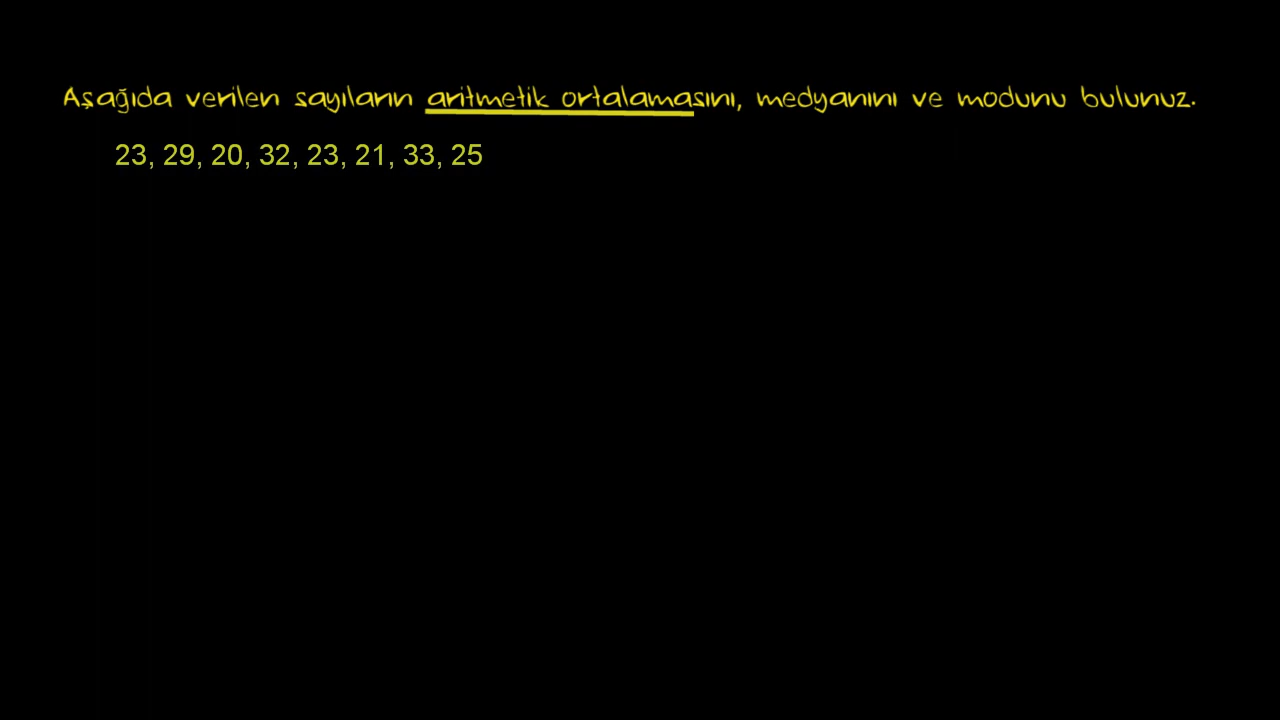 Aşağıda verilen sayıların aritmetik ortalamasını, medyanını ve modunu bulunuz.
23, 29, 20, 32, 23, 21, 33, 25